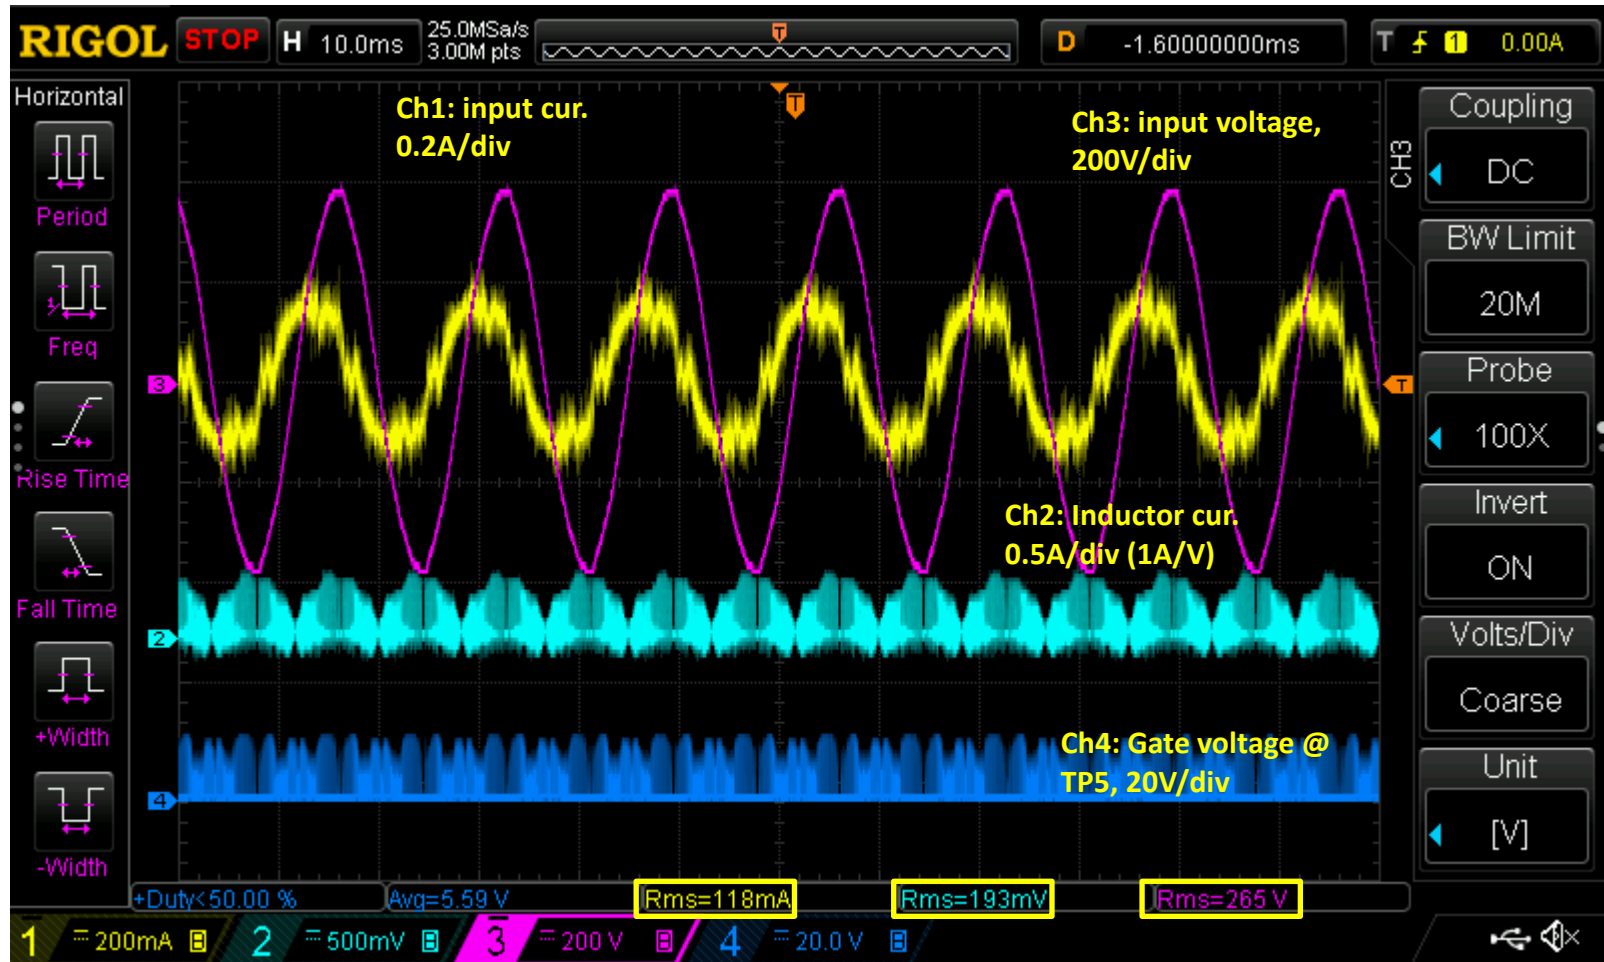 RIGOL STOP H 10.0ms 25.0MSa/s D -1.60000000ms T 1 0.00A
3.00M pts
T
Horizontal
Period
Freq
Rise Time
Fall Time
+Width
-Width
Ch1: input cur.
0.2A/div
T
Ch3: input voltage,
200V/div
3
T
Ch2: Inductor cur.
0.5A/div (1A/V)
2
Ch4: Gate voltage @
TP5, 20V/div
4
CH3
Coupling
DC
BW Limit
20M
Probe
100X
Invert
ON
Volts/Div
Coarse
Unit
[V]
+Duty<50.00 % Avg=5.59 V Rms=118mA Rms=193mV Rms=265 V
1 200mA B 2 500mV B 3 200 V B 4 20.0 V B